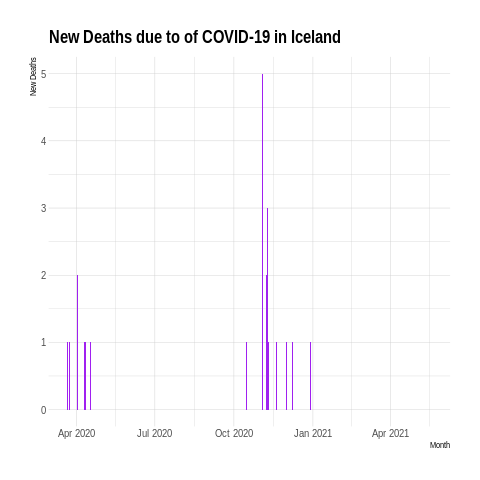 New Deaths due to of COVID-19 in Iceland
New Deaths
5
4
3
2
1
0
Apr 2020 Jul 2020 Oct 2020 Jan 2021 Apr 2021
Month